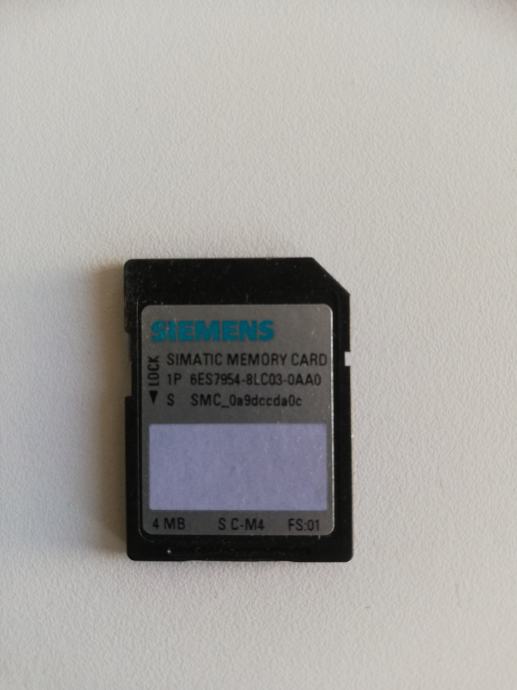 SIEMENS
SIMATIC MEMORY CARD
1P 6ES7954-8LC03-0AA0
S SMC_0a9dccda0c
LOCK
4 MB S C-M4 FS:01